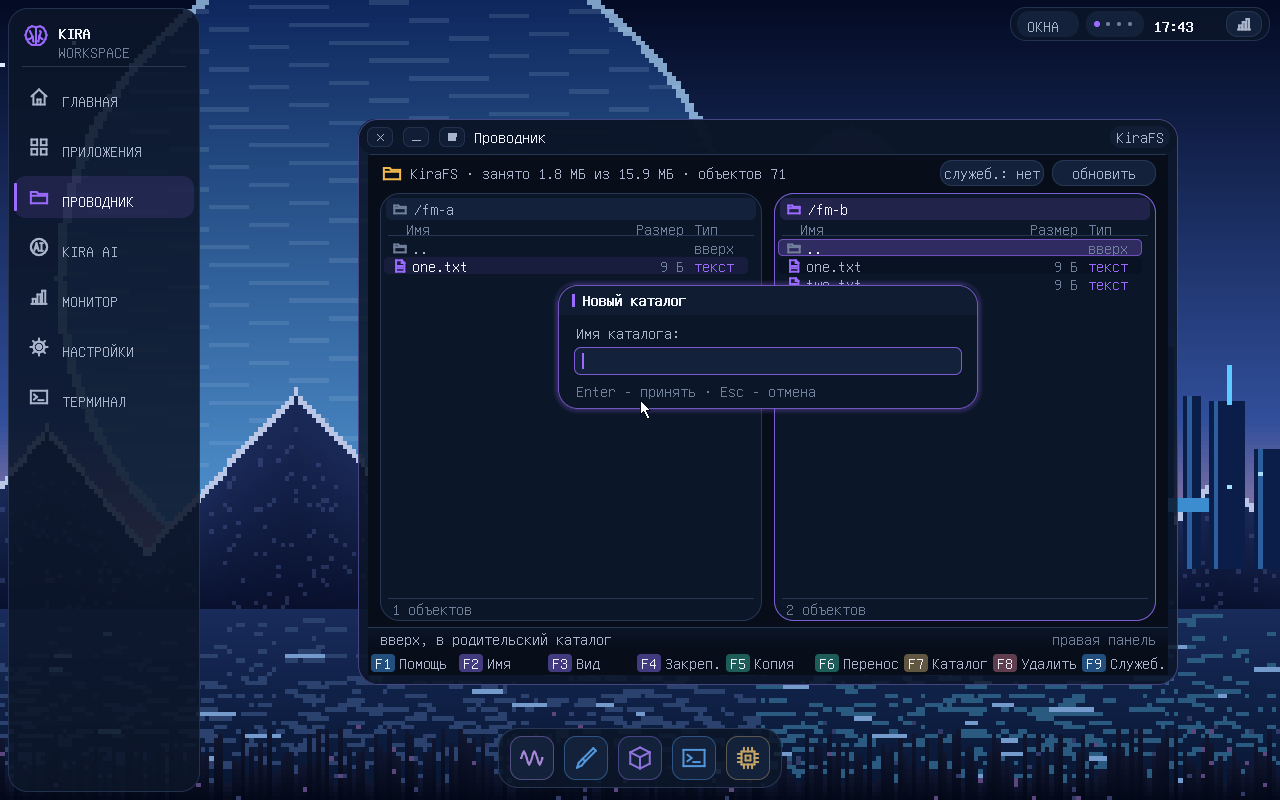 KIRA
WORKSPACE
ГЛАВНАЯ
ПРИЛОЖЕНИЯ
ПРОВОДНИК
KIRA AI
МОНИТОР
НАСТРОЙКИ
ТЕРМИНАЛ
ОКНА
17:43
Проводник
KiraFS
KiraFS · занято 1.8 МБ из 15.9 МБ · объектов 71
служеб.: нет
обновить
/fm-a
Имя Размер Тип
.. вверх
one.txt 9 Б текст
1 объектов
/fm-b
Имя Размер Тип
.. вверх
one.txt 9 Б текст
two.txt 9 Б текст
2 объектов
Новый каталог
Имя каталога:
Enter - принять · Esc - отмена
вверх, в родительский каталог
правая панель
F1 Помощь F2 Имя F3 Вид F4 Закреп. F5 Копия F6 Перенос F7 Каталог F8 Удалить F9 Служеб.